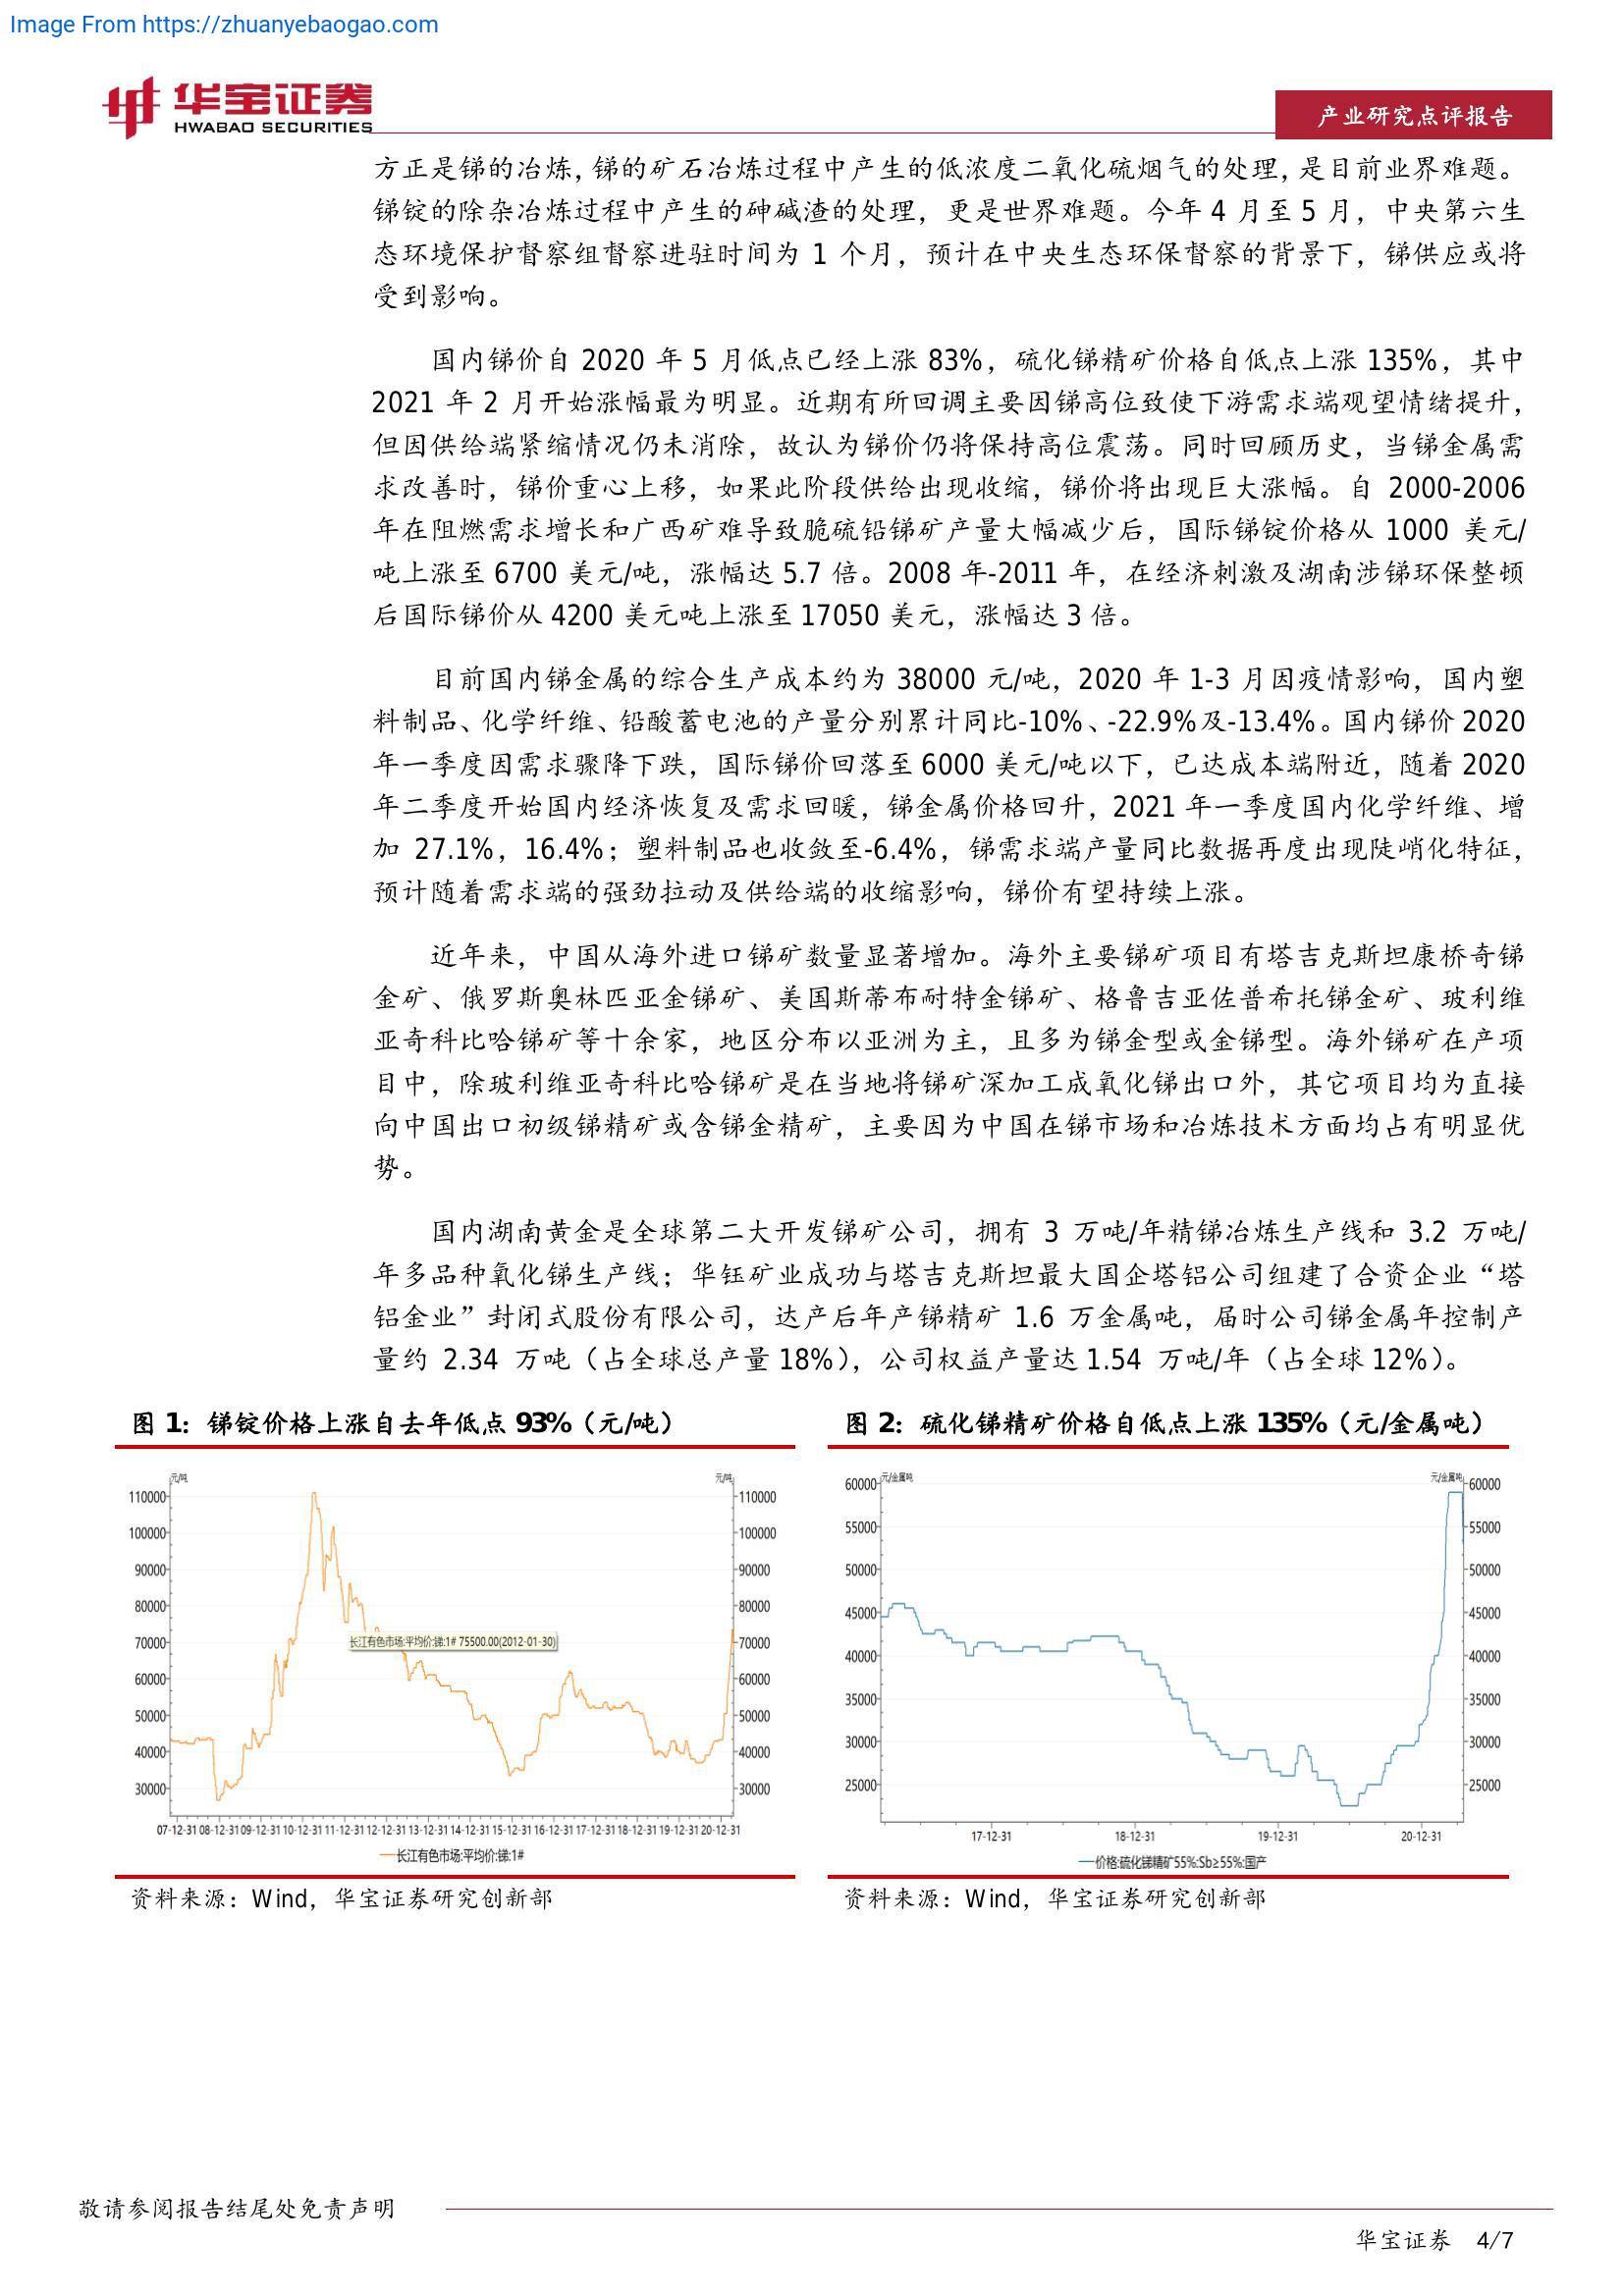 Image From https://zhuanyebaogao.com
华宝证券
HWABAO SECURITIES
产业研究点评报告
方正是锑的冶炼，锑的矿石冶炼过程中产生的低浓度二氧化硫烟气的处理，是目前业界难题。
锑锭的除杂冶炼过程中产生的砷碱渣的处理，更是世界难题。今年 4 月至 5 月，中央第六生
态环境保护督察组督察进驻时间为 1 个月，预计在中央生态环保督察的背景下，锑供应或将
受到影响。
国内锑价自 2020 年 5 月低点已经上涨 83%，硫化锑精矿价格自低点上涨 135%，其中
2021 年 2 月开始涨幅最为明显。近期有所回调主要因锑高位致使下游需求端观望情绪提升，
但因供给端紧缩情况仍未消除，故认为锑价仍将保持高位震荡。同时回顾历史，当锑金属需
求改善时，锑价重心上移，如果此阶段供给出现收缩，锑价将出现巨大涨幅。自 2000-2006
年在阻燃需求增长和广西矿难导致脆硫铅锑矿产量大幅减少后，国际锑锭价格从 1000 美元/
吨上涨至 6700 美元/吨，涨幅达 5.7 倍。2008 年-2011 年，在经济刺激及湖南涉锑环保整顿
后国际锑价从 4200 美元吨上涨至 17050 美元，涨幅达 3 倍。
目前国内锑金属的综合生产成本约为 38000 元/吨，2020 年 1-3 月因疫情影响，国内塑
料制品、化学纤维、铅酸蓄电池的产量分别累计同比-10%、-22.9%及-13.4%。国内锑价 2020
年一季度因需求骤降下跌，国际锑价回落至 6000 美元/吨以下，已达成本端附近，随着 2020
年二季度开始国内经济恢复及需求回暖，锑金属价格回升，2021 年一季度国内化学纤维、增
加 27.1%，16.4%；塑料制品也收敛至-6.4%，锑需求端产量同比数据再度出现陡峭化特征，
预计随着需求端的强劲拉动及供给端的收缩影响，锑价有望持续上涨。
近年来，中国从海外进口锑矿数量显著增加。海外主要锑矿项目有塔吉克斯坦康桥奇锑
金矿、俄罗斯奥林匹亚金锑矿、美国斯蒂布耐特金锑矿、格鲁吉亚佐普希托锑金矿、玻利维
亚奇科比哈锑矿等十余家，地区分布以亚洲为主，且多为锑金型或金锑型。海外锑矿在产项
目中，除玻利维亚奇科比哈锑矿是在当地将锑矿深加工成氧化锑出口外，其它项目均为直接
向中国出口初级锑精矿或含锑金精矿，主要因为中国在锑市场和冶炼技术方面均占有明显优
势。
国内湖南黄金是全球第二大开发锑矿公司，拥有 3 万吨/年精锑冶炼生产线和 3.2 万吨/
年多品种氧化锑生产线；华钰矿业成功与塔吉克斯坦最大国企塔铝公司组建了合资企业“塔
铝金业”封闭式股份有限公司，达产后年产锑精矿 1.6 万金属吨，届时公司锑金属年控制产
量约 2.34 万吨（占全球总产量 18%），公司权益产量达 1.54 万吨/年（占全球 12%）。
图 1：锑锭价格上涨自去年低点 93%（元/吨）
元/吨 元/吨
110000 110000
100000 100000
90000 90000
80000 80000
70000 70000
60000 60000
50000 50000
40000 40000
30000 30000
长江有色市场:平均价:锑:1# 75500.00(2012-01-30)
07-12-31 08-12-31 09-12-31 10-12-31 11-12-31 12-12-31 13-12-31 14-12-31 15-12-31 16-12-31 17-12-31 18-12-31 19-12-31 20-12-31
长江有色市场:平均价:锑:1#
资料来源：Wind，华宝证券研究创新部
图 2：硫化锑精矿价格自低点上涨 135%（元/金属吨）
元/金属吨 元/金属吨
60000 60000
55000 55000
50000 50000
45000 45000
40000 40000
35000 35000
30000 30000
25000 25000
17-12-31 18-12-31 19-12-31 20-12-31
价格:硫化锑精矿55%:Sb≥55%:国产
资料来源：Wind，华宝证券研究创新部
敬请参阅报告结尾处免责声明
华宝证券 4/7